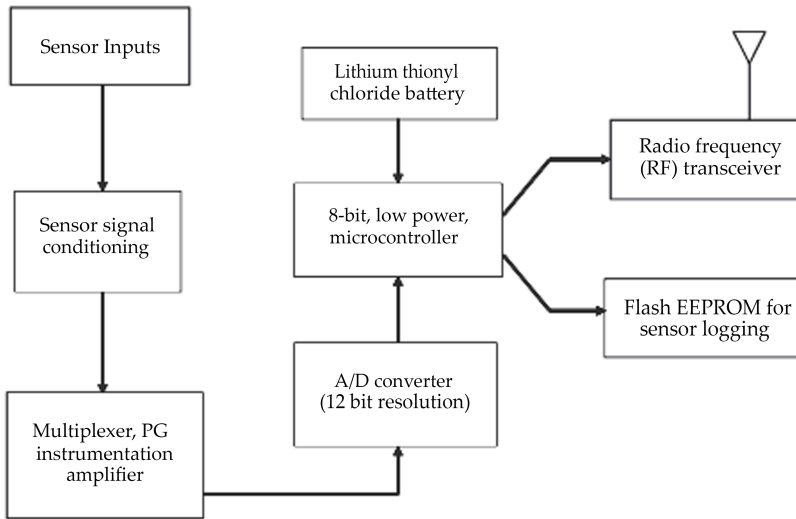 Sensor Inputs
Sensor signal
conditioning
Multiplexer, PG
instrumentation
amplifier
Lithium thionyl
chloride battery
8-bit, low power,
microcontroller
A/D converter
(12 bit resolution)
Radio frequency
(RF) transceiver
Flash EEPROM for
sensor logging